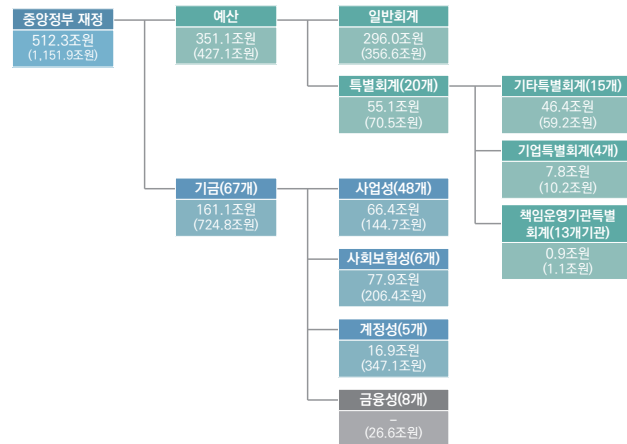 중앙정부 재정
512.3조원
(1,151.9조원)
예산
351.1조원
(427.1조원)
일반회계
296.0조원
(356.6조원)
특별회계(20개)
55.1조원
(70.5조원)
기타특별회계(15개)
46.4조원
(59.2조원)
기업특별회계(4개)
7.8조원
(10.2조원)
책임운영기관특별
회계(13개기관)
0.9조원
(1.1조원)
기금(67개)
161.1조원
(724.8조원)
사업성(48개)
66.4조원
(144.7조원)
사회보험성(6개)
77.9조원
(206.4조원)
계정성(5개)
16.9조원
(347.1조원)
금융성(8개)
–
(26.6조원)